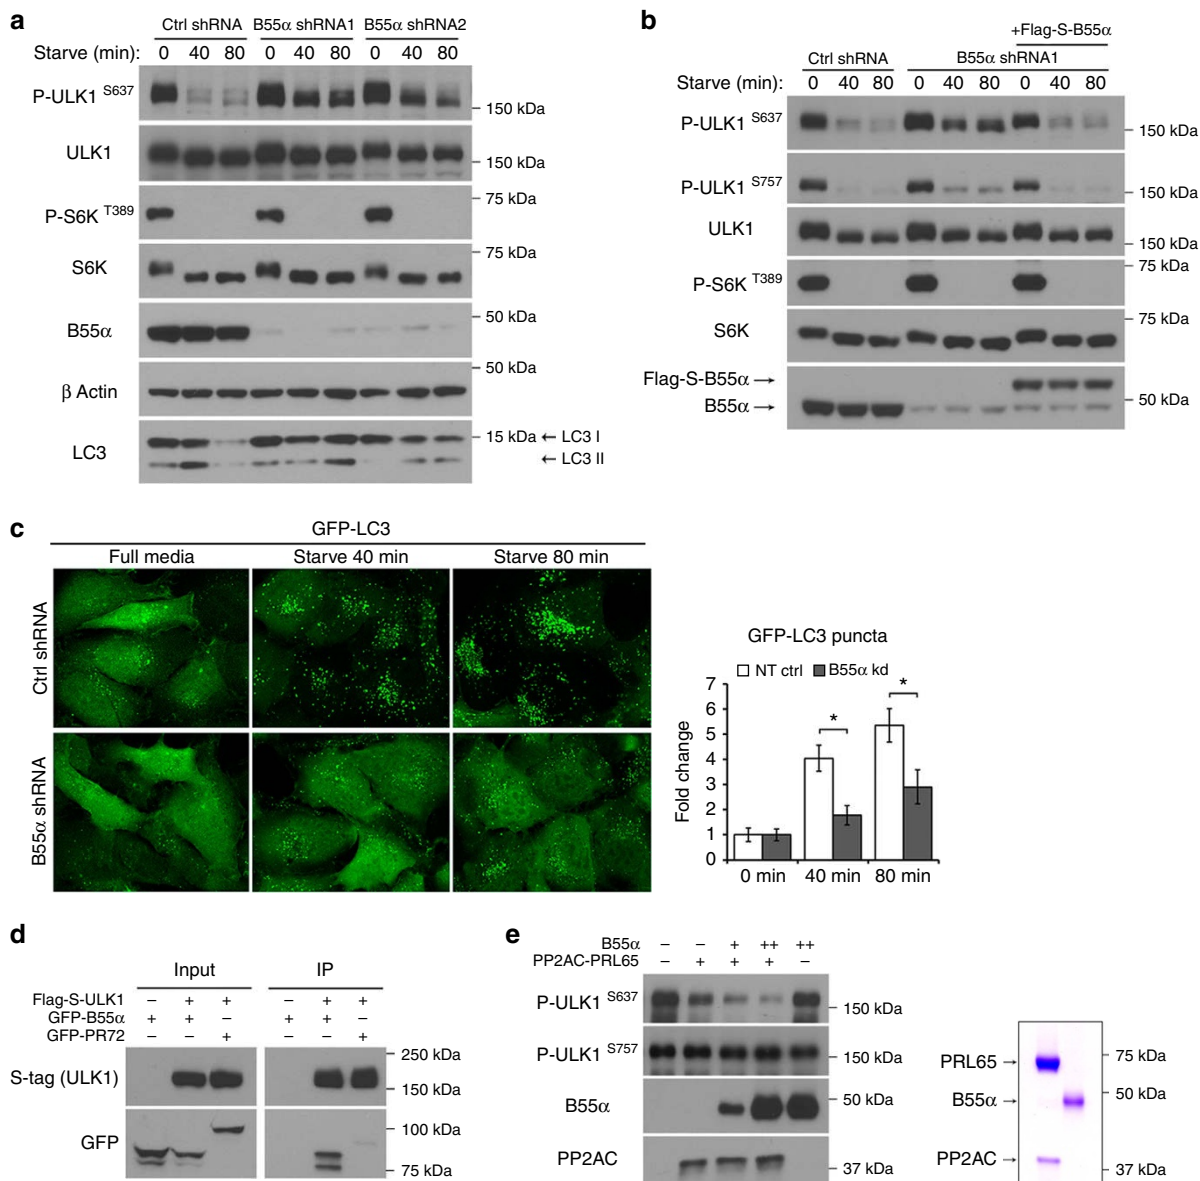 a
Ctrl shRNA B55α shRNA1 B55α shRNA2
Starve (min): 0 40 80 0 40 80 0 40 80
P-ULK1 S637
150 kDa
ULK1
150 kDa
P-S6K T389
75 kDa
S6K
75 kDa
B55α
50 kDa
β Actin
50 kDa
LC3
15 kDa ← LC3 I
← LC3 II
b
+Flag-S-B55α
Ctrl shRNA B55α shRNA1
Starve (min): 0 40 80 0 40 80 0 40 80
P-ULK1 S637
150 kDa
P-ULK1 S757
150 kDa
ULK1
150 kDa
P-S6K T389
75 kDa
S6K
75 kDa
Flag-S-B55α →
B55α →
50 kDa
c
GFP-LC3
Full media Starve 40 min Starve 80 min
Ctrl shRNA
B55α shRNA
GFP-LC3 puncta
NT ctrl B55α kd
Fold change
7
6
5
4
3
2
1
0
* *
0 min 40 min 80 min
d
Input IP
Flag-S-ULK1 – + + – + +
GFP-B55α + + – + + –
GFP-PR72 – – + – – +
S-tag (ULK1)
250 kDa
150 kDa
GFP
100 kDa
75 kDa
e
B55α – – + ++ ++
PP2AC-PRL65 – + + + –
P-ULK1 S637
150 kDa
P-ULK1 S757
150 kDa
B55α
50 kDa
PP2AC
37 kDa
PRL65 →
75 kDa
B55α →
50 kDa
PP2AC →
37 kDa